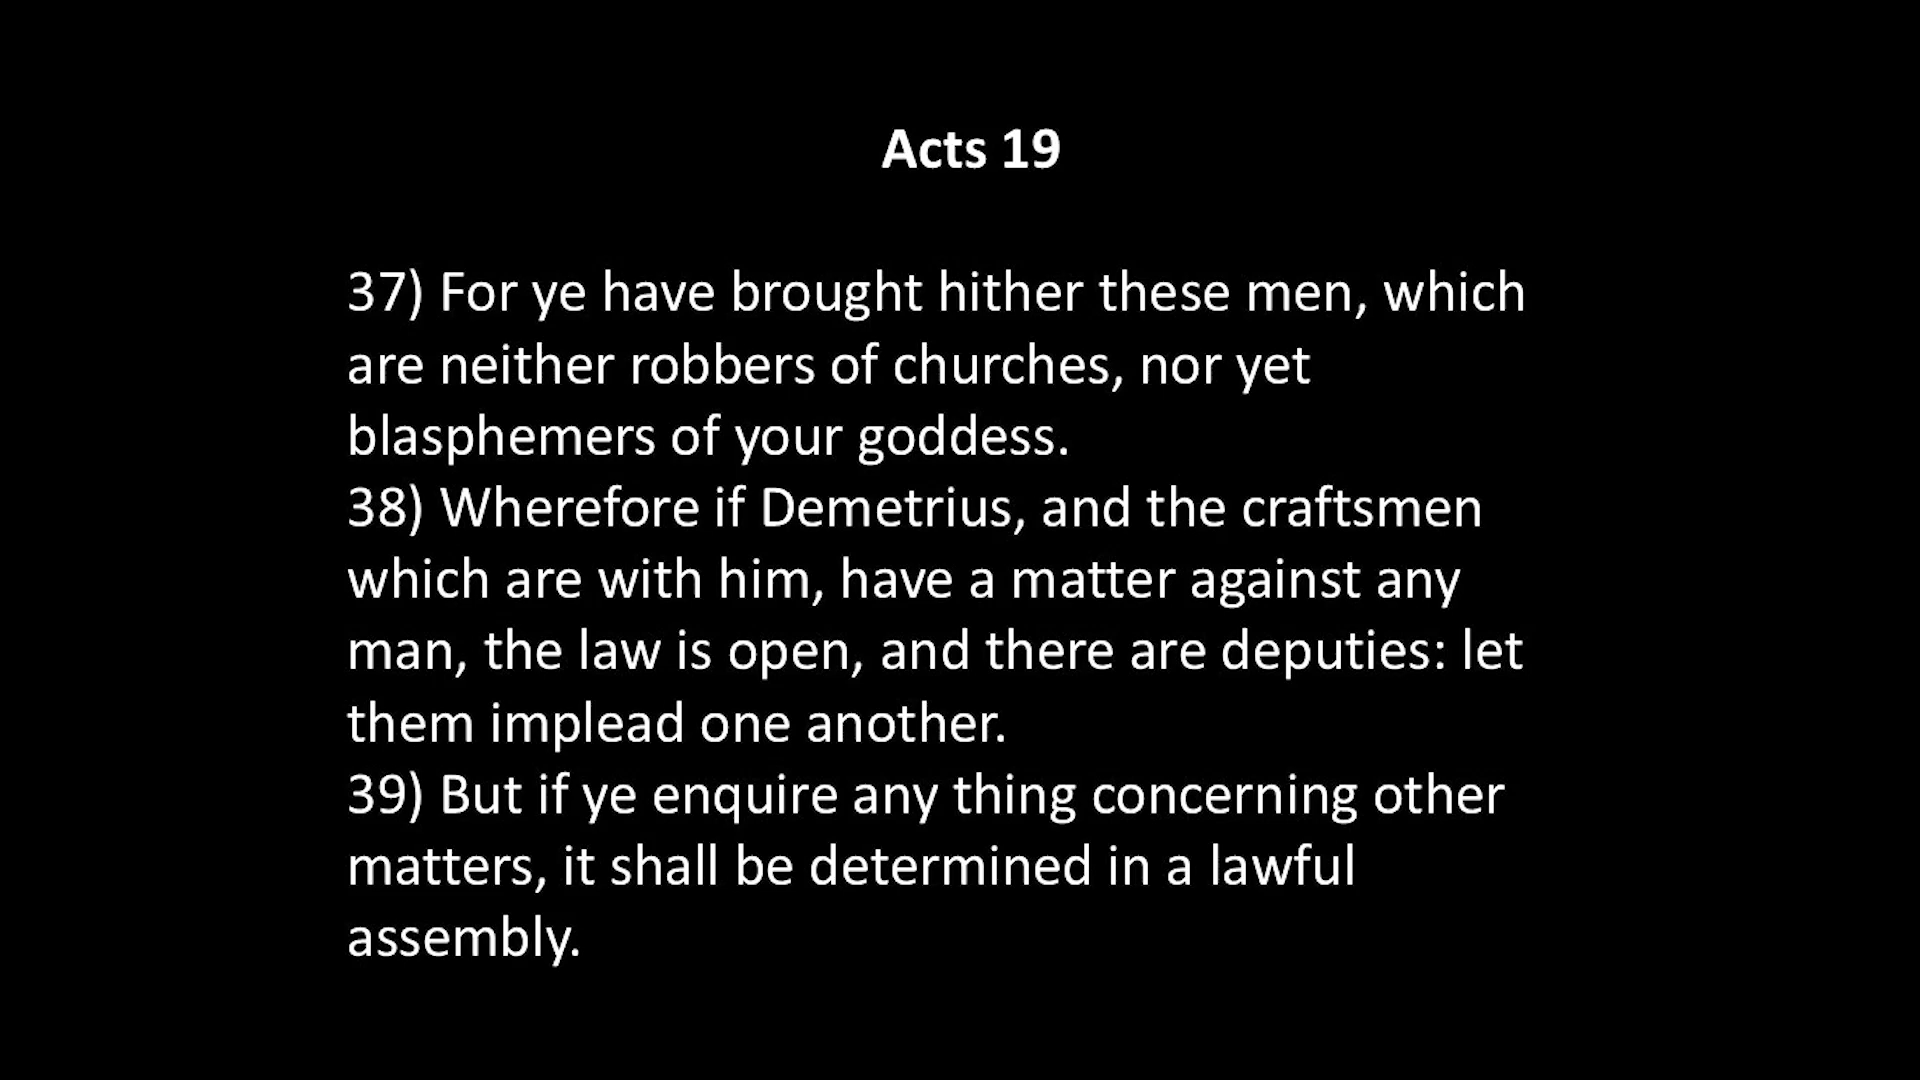 Acts 19
37) For ye have brought hither these men, which
are neither robbers of churches, nor yet
blasphemers of your goddess.
38) Wherefore if Demetrius, and the craftsmen
which are with him, have a matter against any
man, the law is open, and there are deputies: let
them implead one another.
39) But if ye enquire any thing concerning other
matters, it shall be determined in a lawful
assembly.